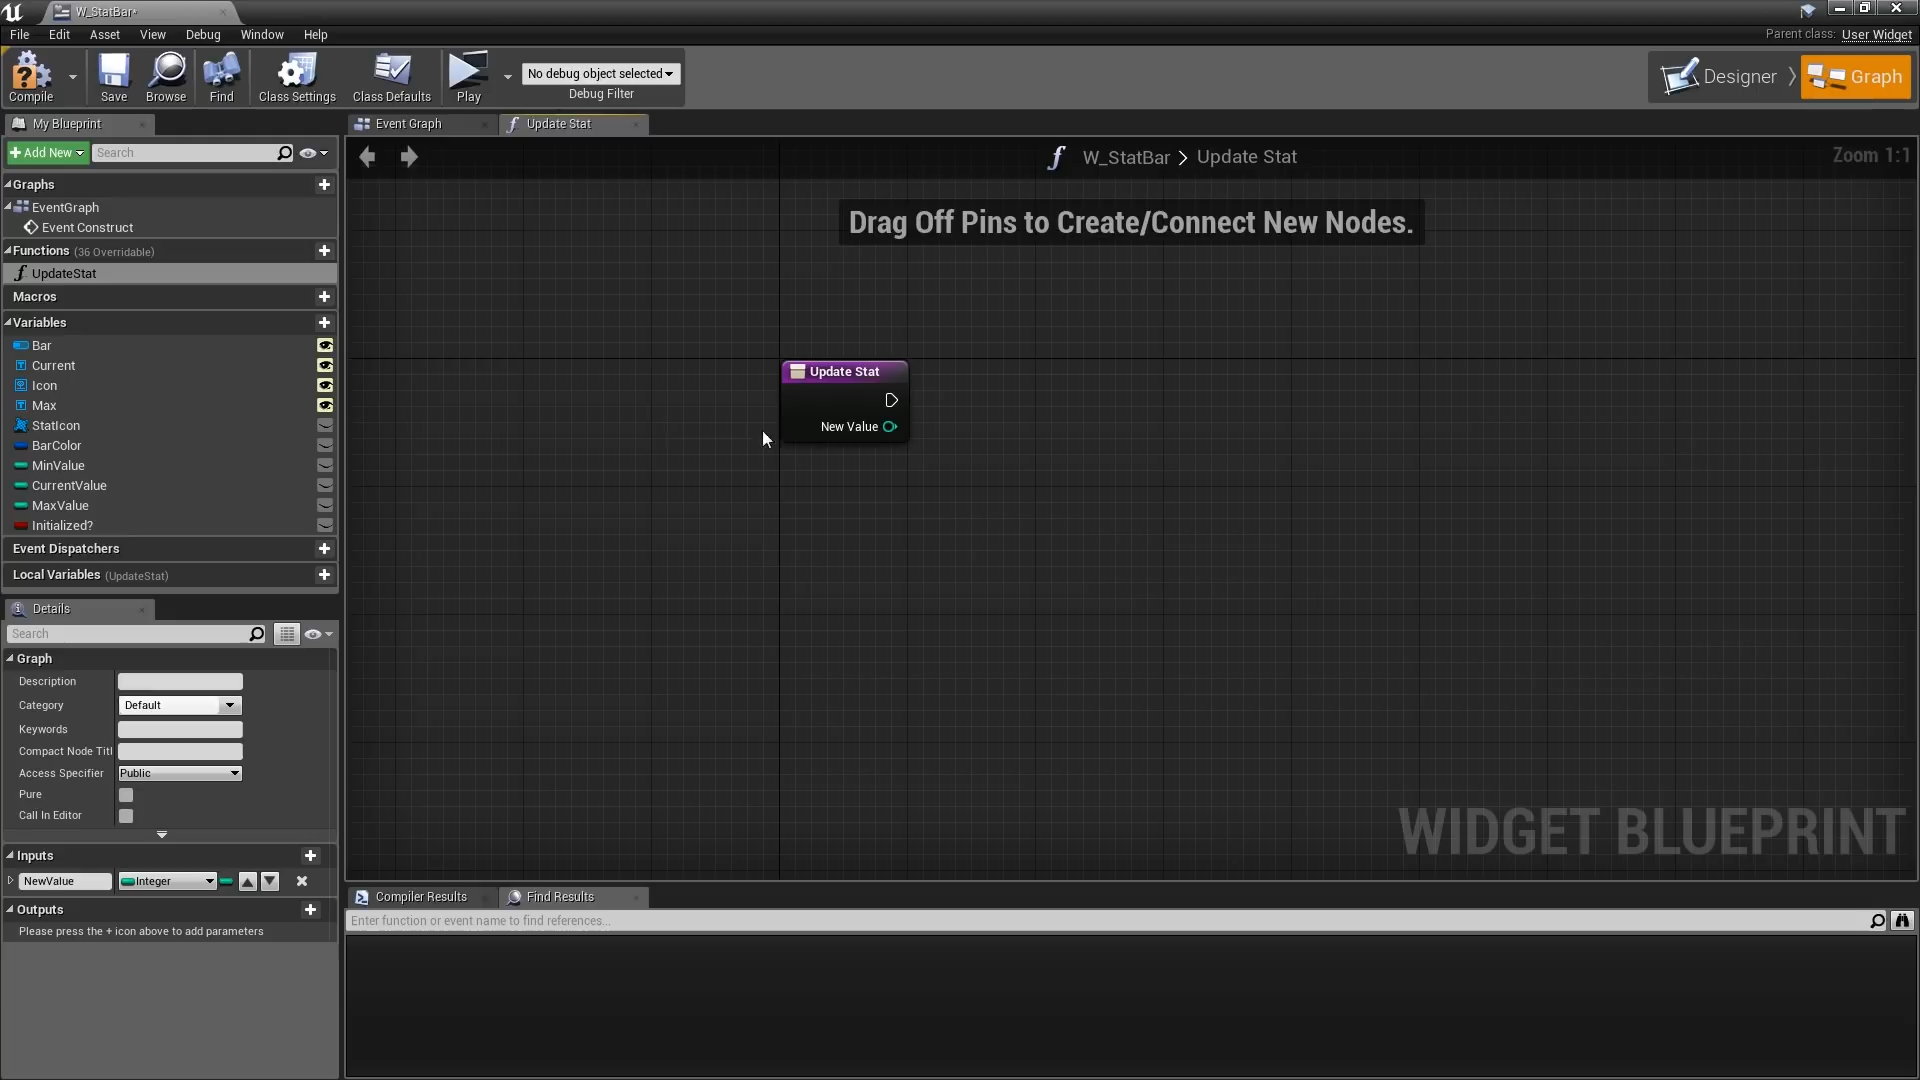 W_StatBar*
File Edit Asset View Debug Window Help
Parent class: User Widget
Compile Save Browse Find Class Settings Class Defaults Play
No debug object selected
Debug Filter
Designer Graph
My Blueprint
Event Graph Update Stat
Add New Search
W_StatBar > Update Stat
Zoom 1:1
Graphs
EventGraph
Event Construct
Functions (36 Overridable)
UpdateStat
Macros
Variables
Bar
Current
Icon
Max
StatIcon
BarColor
MinValue
CurrentValue
MaxValue
Initialized?
Event Dispatchers
Local Variables (UpdateStat)
Drag Off Pins to Create/Connect New Nodes.
Update Stat
New Value
WIDGET BLUEPRINT
Details
Search
Graph
Description
Category Default
Keywords
Compact Node Titl
Access Specifier Public
Pure
Call In Editor
Inputs
NewValue Integer
Outputs
Please press the + icon above to add parameters
Compiler Results Find Results
Enter function or event name to find references...